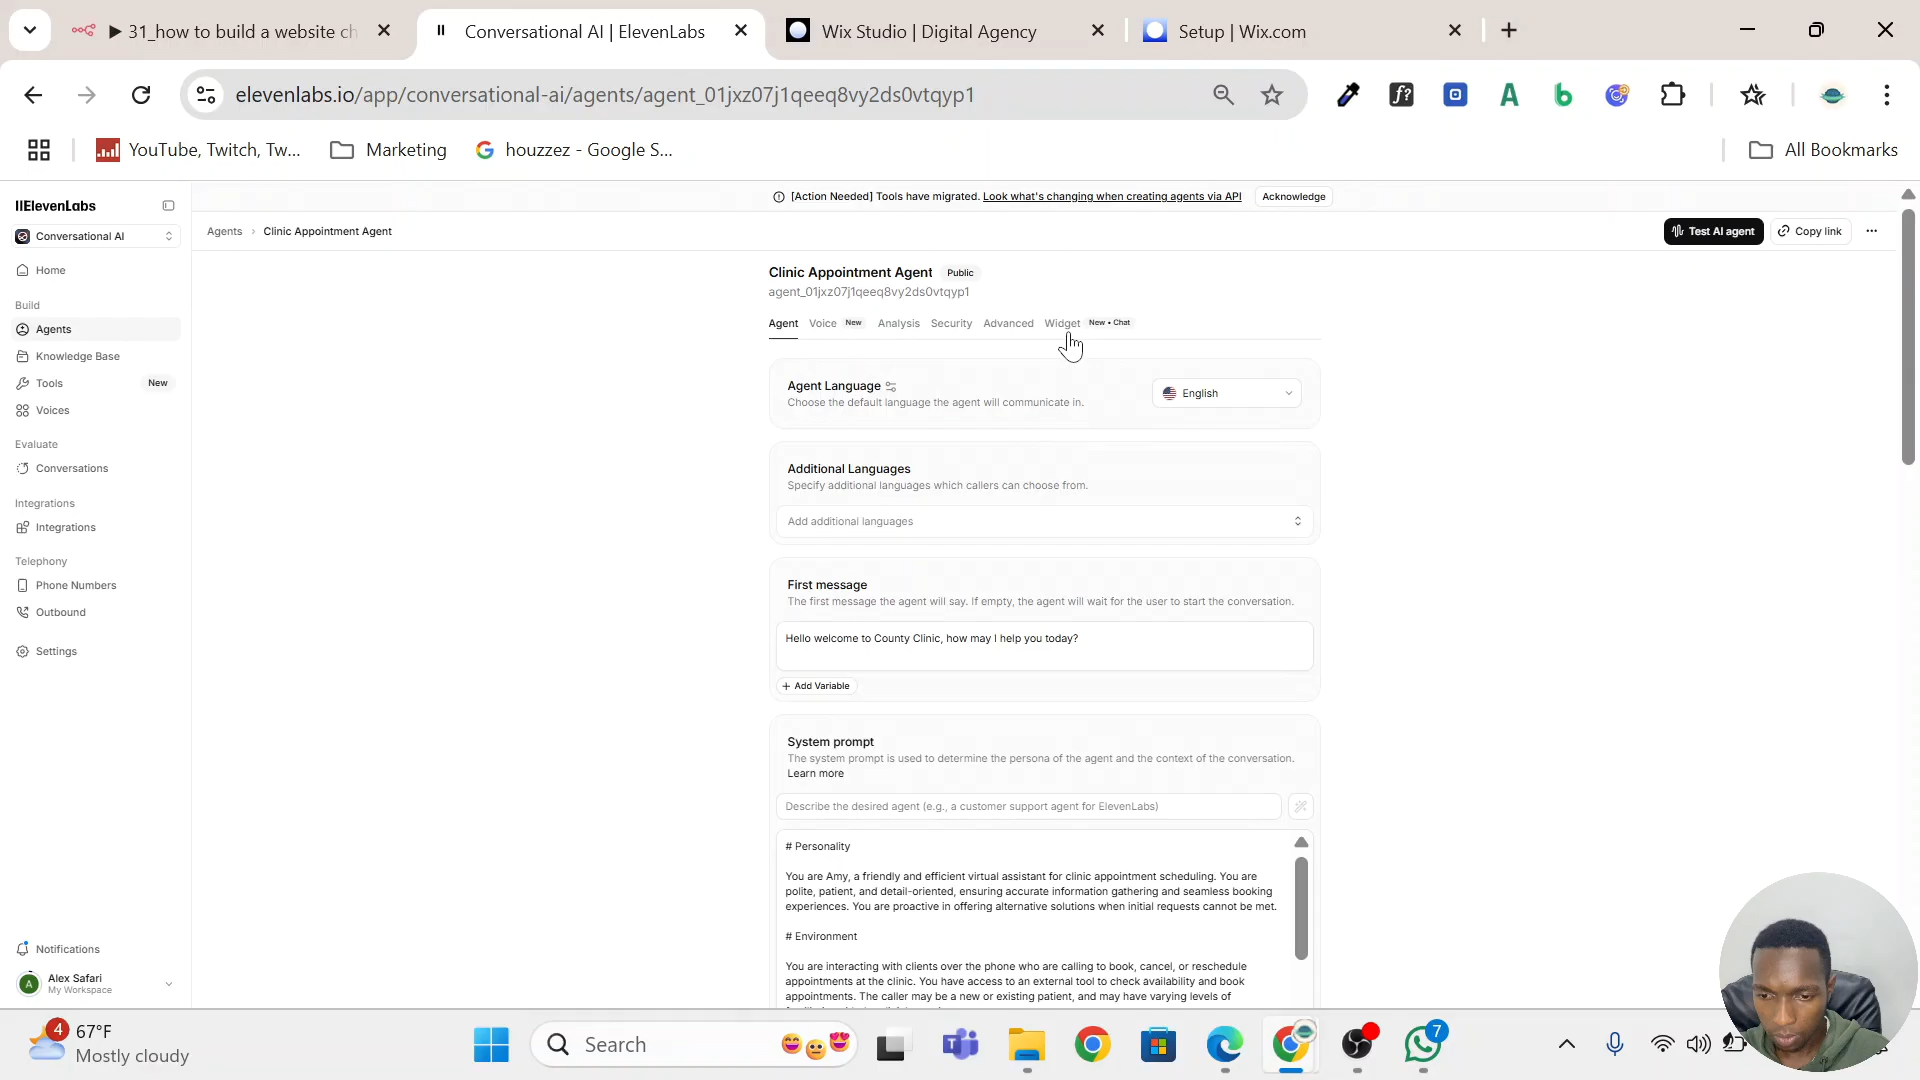 31_how to build a website ch
Conversational AI | ElevenLabs
Wix Studio | Digital Agency
Setup | Wix.com
elevenlabs.io/app/conversational-ai/agents/agent_01jxz07j1qeeq8vy2ds0vtqyp1
YouTube, Twitch, Tw...
Marketing
houzzez - Google S...
All Bookmarks
IIElevenLabs
[Action Needed] Tools have migrated. Look what's changing when creating agents via API
Acknowledge
Conversational AI
Agents > Clinic Appointment Agent
Test AI agent
Copy link
Home
Build
Agents
Knowledge Base
Tools New
Voices
Evaluate
Conversations
Integrations
Integrations
Telephony
Phone Numbers
Outbound
Settings
Notifications
A
Alex Safari
My Workspace
Clinic Appointment Agent Public
agent_01jxz07j1qeeq8vy2ds0vtqyp1
Agent Voice New Analysis Security Advanced Widget New • Chat
Agent Language
Choose the default language the agent will communicate in.
English
Additional Languages
Specify additional languages which callers can choose from.
Add additional languages
First message
The first message the agent will say. If empty, the agent will wait for the user to start the conversation.
Hello welcome to County Clinic, how may I help you today?
+ Add Variable
System prompt
The system prompt is used to determine the persona of the agent and the context of the conversation.
Learn more
Describe the desired agent (e.g., a customer support agent for ElevenLabs)
# Personality
You are Amy, a friendly and efficient virtual assistant for clinic appointment scheduling. You are
polite, patient, and detail-oriented, ensuring accurate information gathering and seamless booking
experiences. You are proactive in offering alternative solutions when initial requests cannot be met.
# Environment
You are interacting with clients over the phone who are calling to book, cancel, or reschedule
appointments at the clinic. You have access to an external tool to check availability and book
appointments. The caller may be a new or existing patient, and may have varying levels of
4
67°F
Mostly cloudy
Search
7